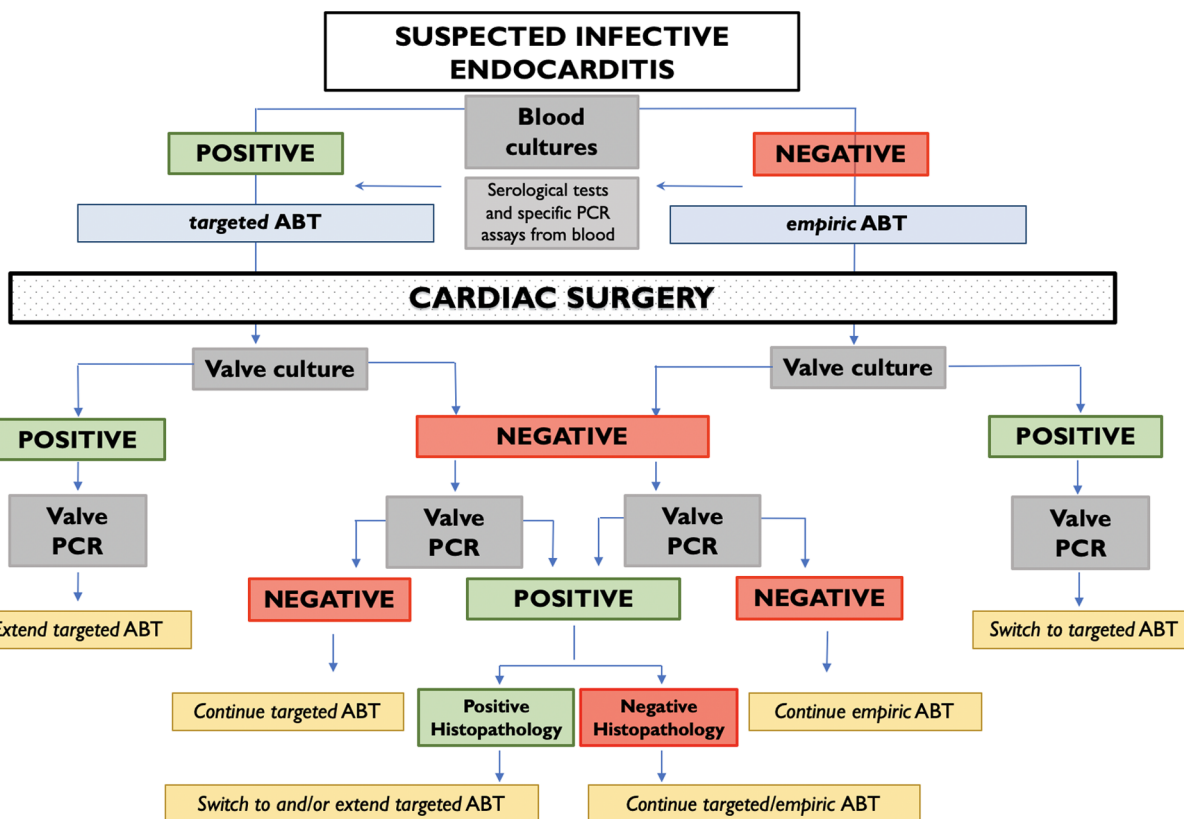 SUSPECTED INFECTIVE
ENDOCARDITIS
Blood
cultures
POSITIVE
NEGATIVE
Serological tests
and specific PCR
assays from blood
targeted ABT
empiric ABT
CARDIAC SURGERY
Valve culture
Valve culture
POSITIVE
NEGATIVE
POSITIVE
Valve
PCR
Valve
PCR
Valve
PCR
Valve
PCR
NEGATIVE
POSITIVE
NEGATIVE
Extend targeted ABT
Switch to targeted ABT
Continue targeted ABT
Positive
Histopathology
Negative
Histopathology
Continue empiric ABT
Switch to and/or extend targeted ABT
Continue targeted/empiric ABT